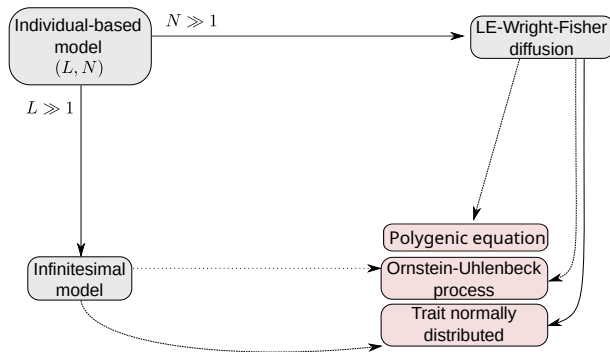 Individual-based
model
(L, N)
N ≫ 1
LE-Wright-Fisher
diffusion
L ≫ 1
Polygenic equation
Infinitesimal
model
Ornstein-Uhlenbeck
process
Trait normally
distributed